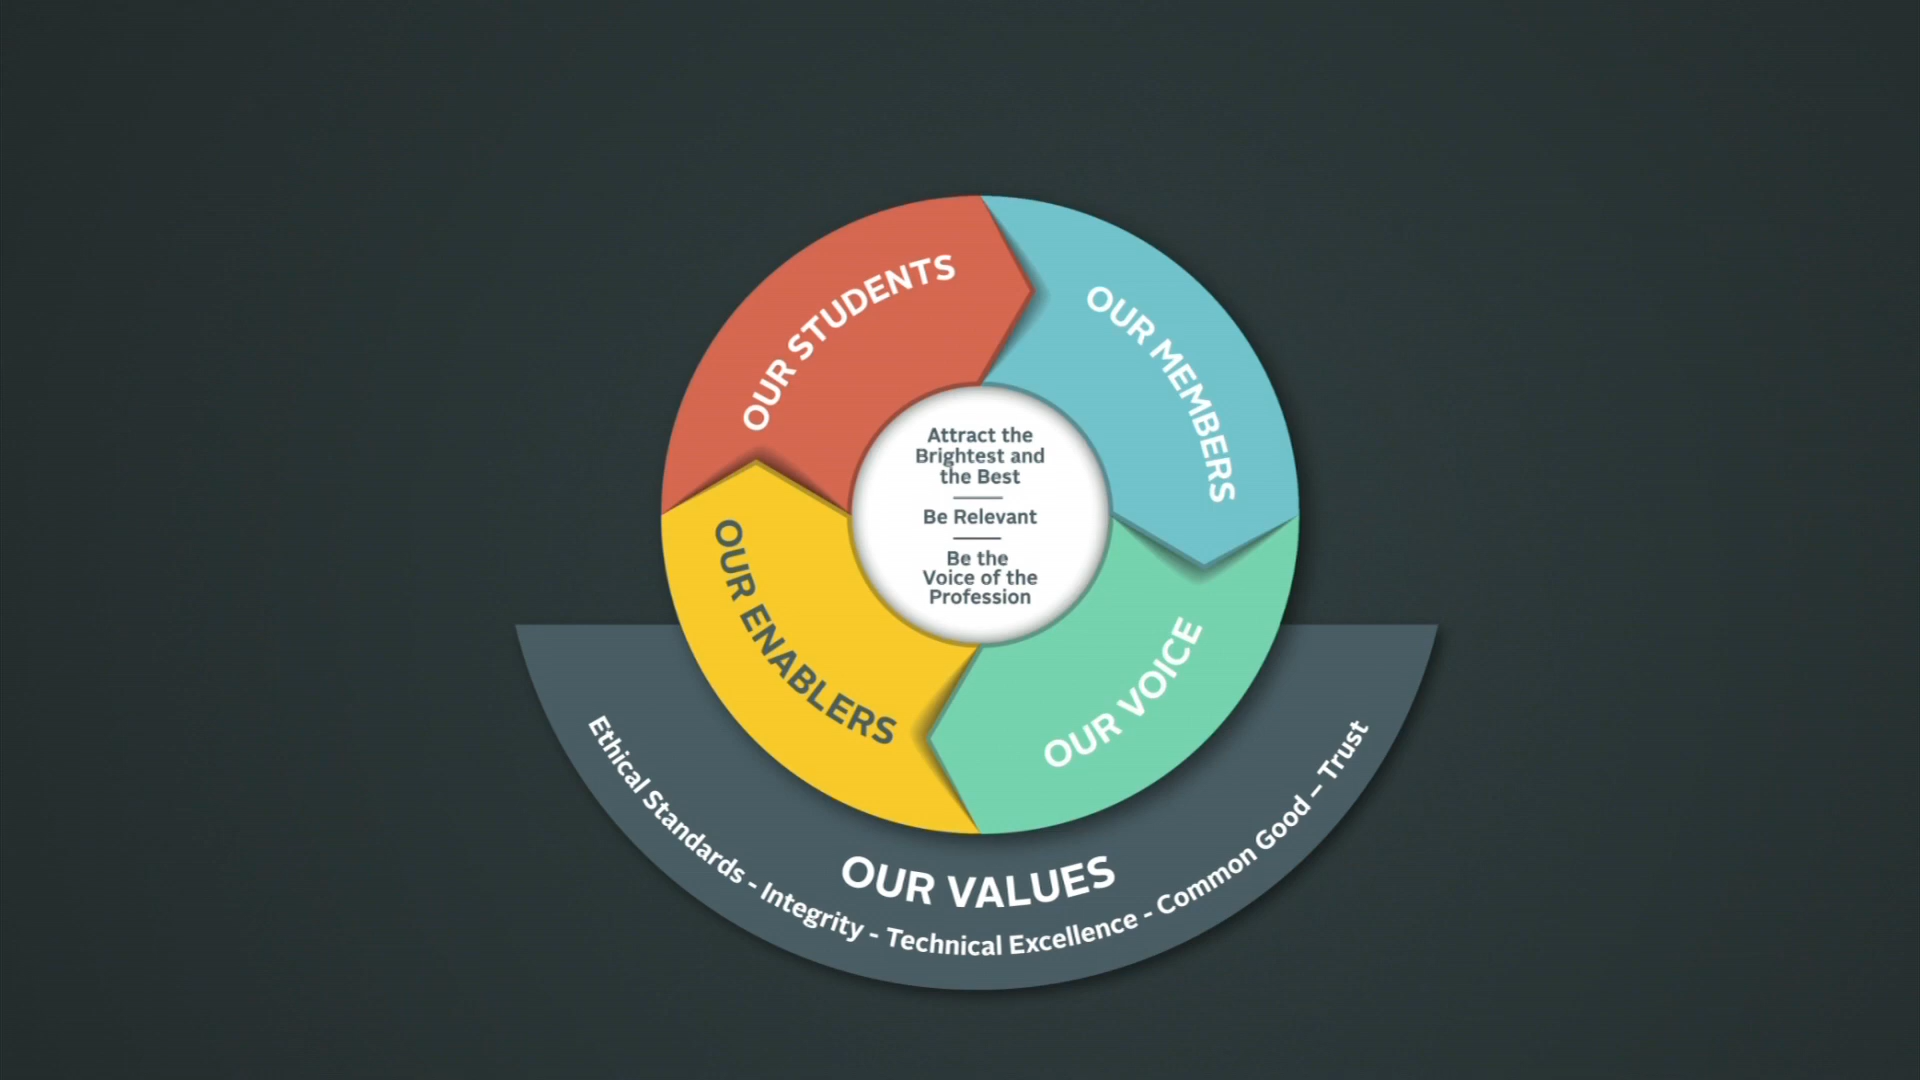 OUR STUDENTS
OUR MEMBERS
Attract the
Brightest and
the Best
Be Relevant
Be the
Voice of the
Profession
OUR ENABLERS
OUR VOICE
OUR VALUES
Ethical Standards - Integrity - Technical Excellence - Common Good – Trust